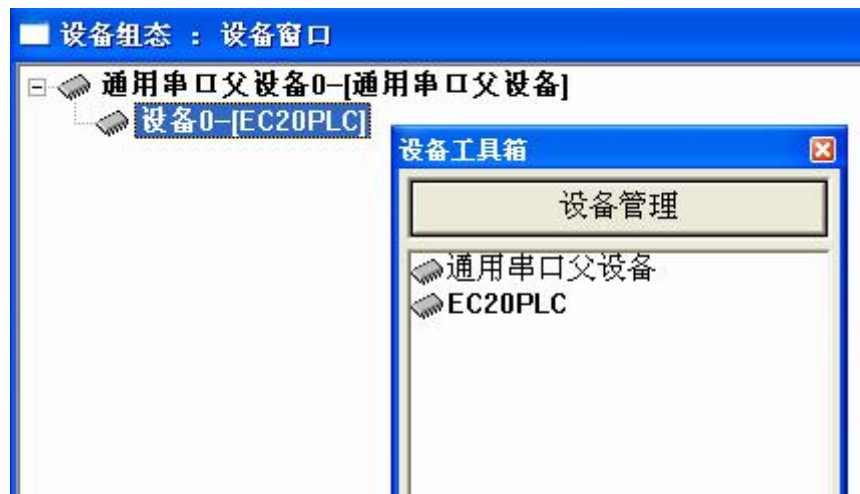 设备组态 : 设备窗口
通用串口父设备0-[通用串口父设备]
设备0-[EC20PLC]
设备工具箱
设备管理
通用串口父设备
EC20PLC